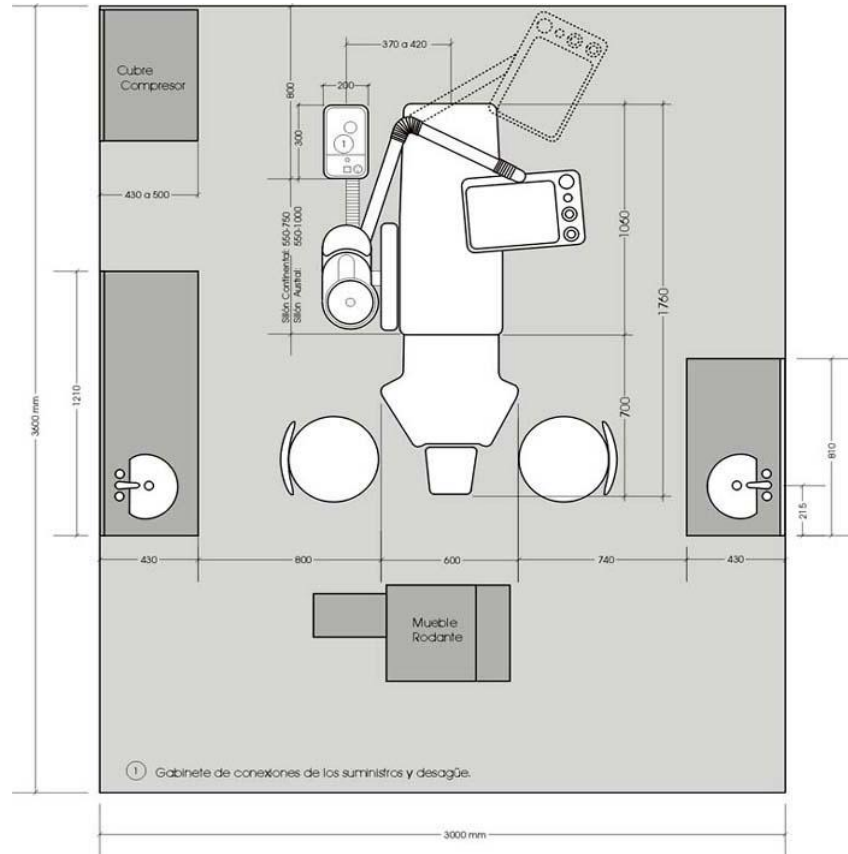 370 a 420
Cubre
Compresor
800
200
300
1
430 a 500
Sillón Continental: 550-750
Sillón Austral: 550-1000
1060
1760
3600 mm
1210
700
810
215
430
800
600
740
430
Mueble
Rodante
1 Gabinete de conexiones de los suministros y desagüe.
3000 mm